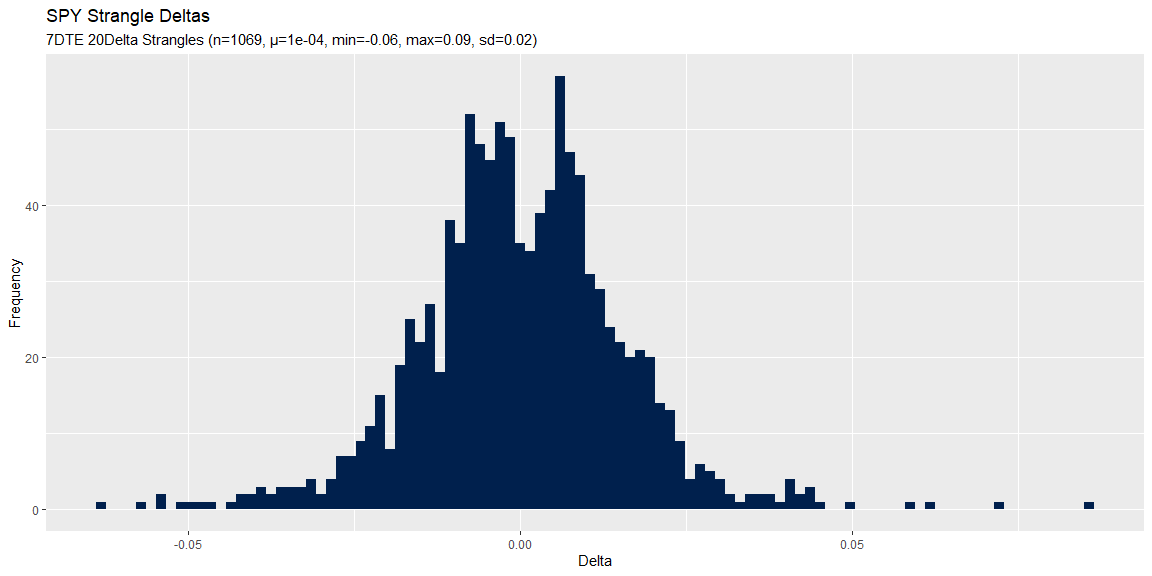 SPY Strangle Deltas
7DTE 20Delta Strangles (n=1069, µ=1e-04, min=-0.06, max=0.09, sd=0.02)
Frequency
40
20
0
-0.05 0.00 0.05
Delta